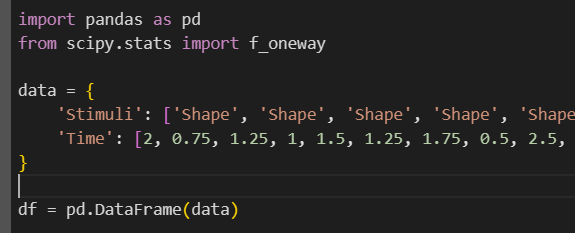 import pandas as pd
from scipy.stats import f_oneway
data = {
'Stimuli': ['Shape', 'Shape', 'Shape', 'Shape', 'Shape
'Time': [2, 0.75, 1.25, 1, 1.5, 1.25, 1.75, 0.5, 2.5,
}
df = pd.DataFrame(data)